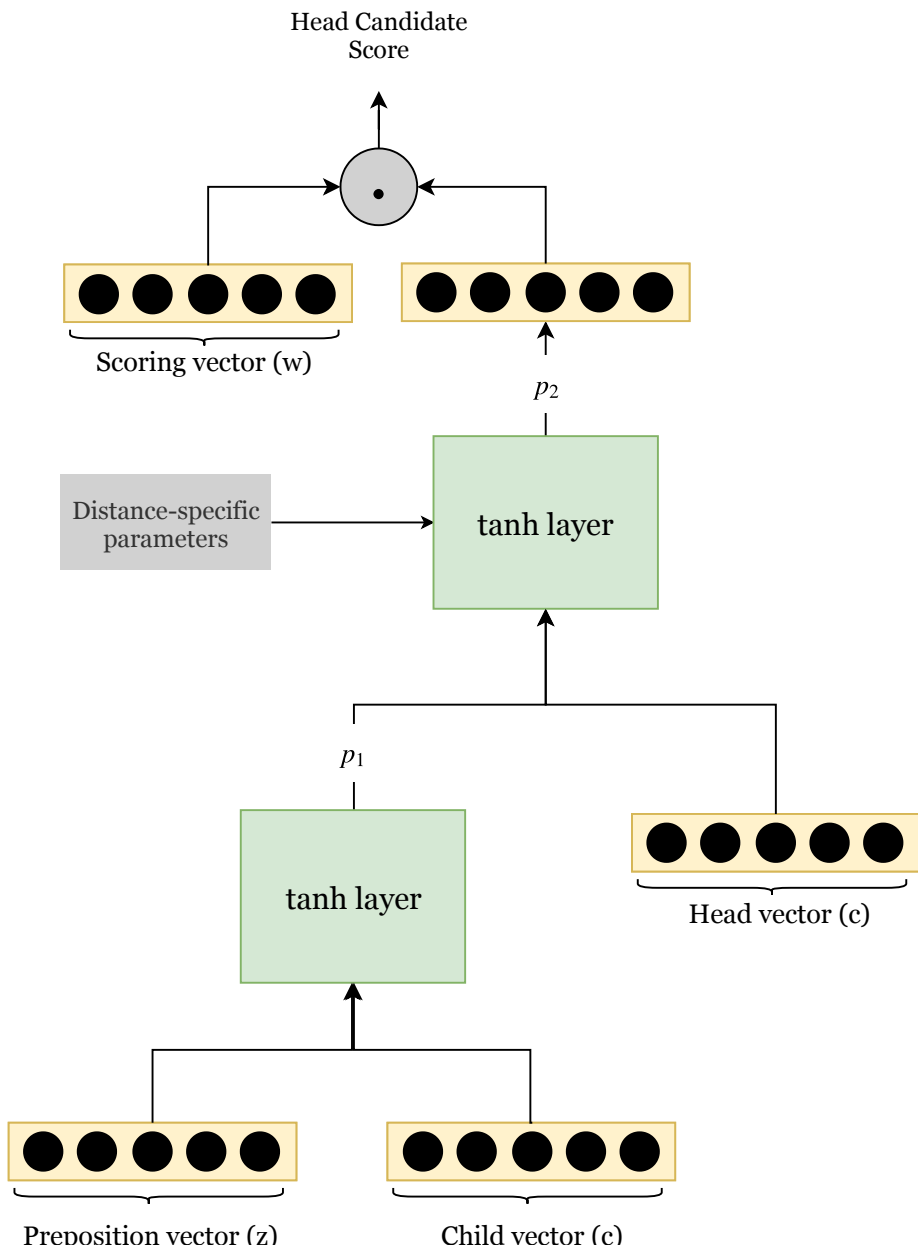 Head Candidate
Score
Scoring vector (w)
p2
Distance-specific
parameters
tanh layer
p1
tanh layer
Head vector (c)
Preposition vector (z)
Child vector (c)